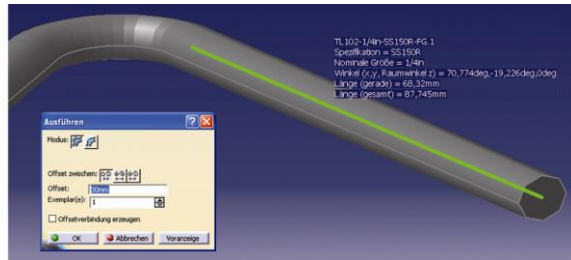 TL102-1/4in-SS150R-FG.1
Spezifikation = SS150R
Nominale Größe = 1/4in
Winkel (x,y, Raumwinkel z) = 70,774deg,-19,226deg,0deg
Länge (gerade) = 68,32mm
Länge (gesamt) = 87,745mm
Ausführen
Modus:
Offset zwischen:
Offset:
Exemplar(e): 1
Offsetverbindung erzeugen
OK Abbrechen Voranzeige